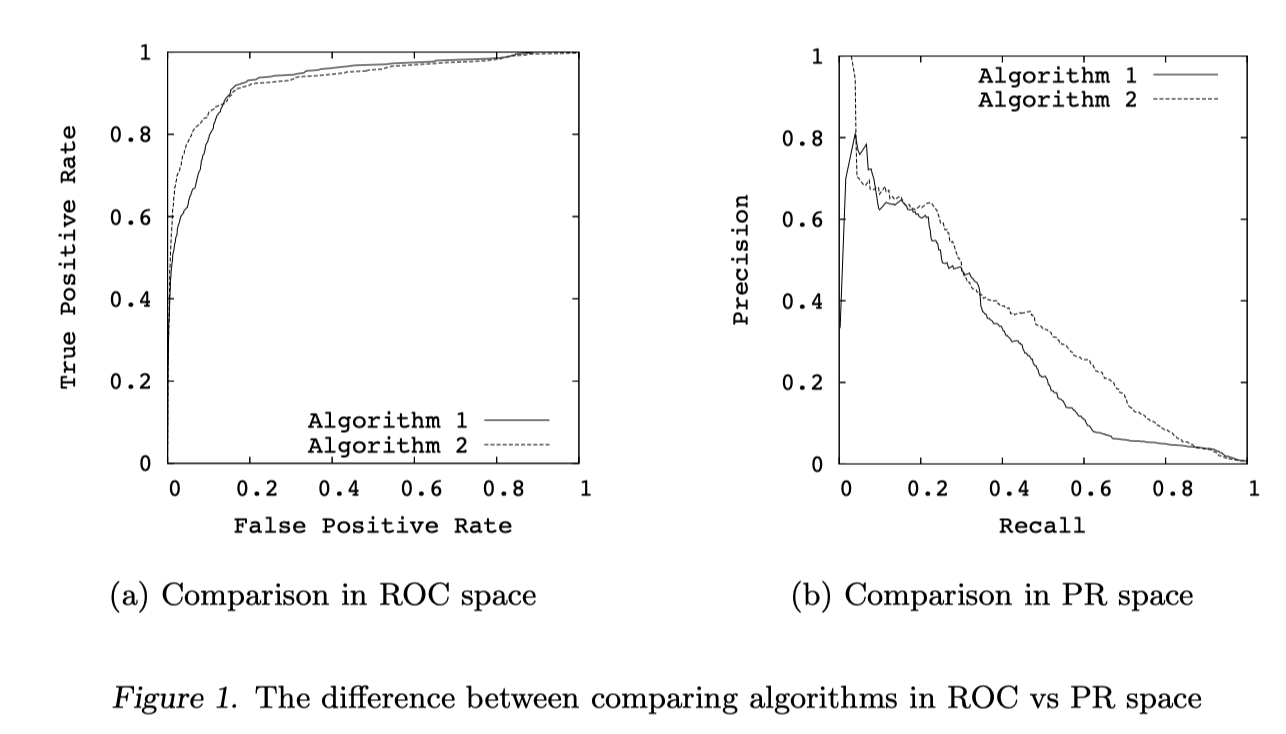 1
0.8
0.6
0.4
0.2
0
True Positive Rate
Algorithm 1
Algorithm 2
0 0.2 0.4 0.6 0.8 1
False Positive Rate
(a) Comparison in ROC space
1
0.8
0.6
0.4
0.2
0
Precision
Algorithm 1
Algorithm 2
0 0.2 0.4 0.6 0.8 1
Recall
(b) Comparison in PR space
Figure 1. The difference between comparing algorithms in ROC vs PR space